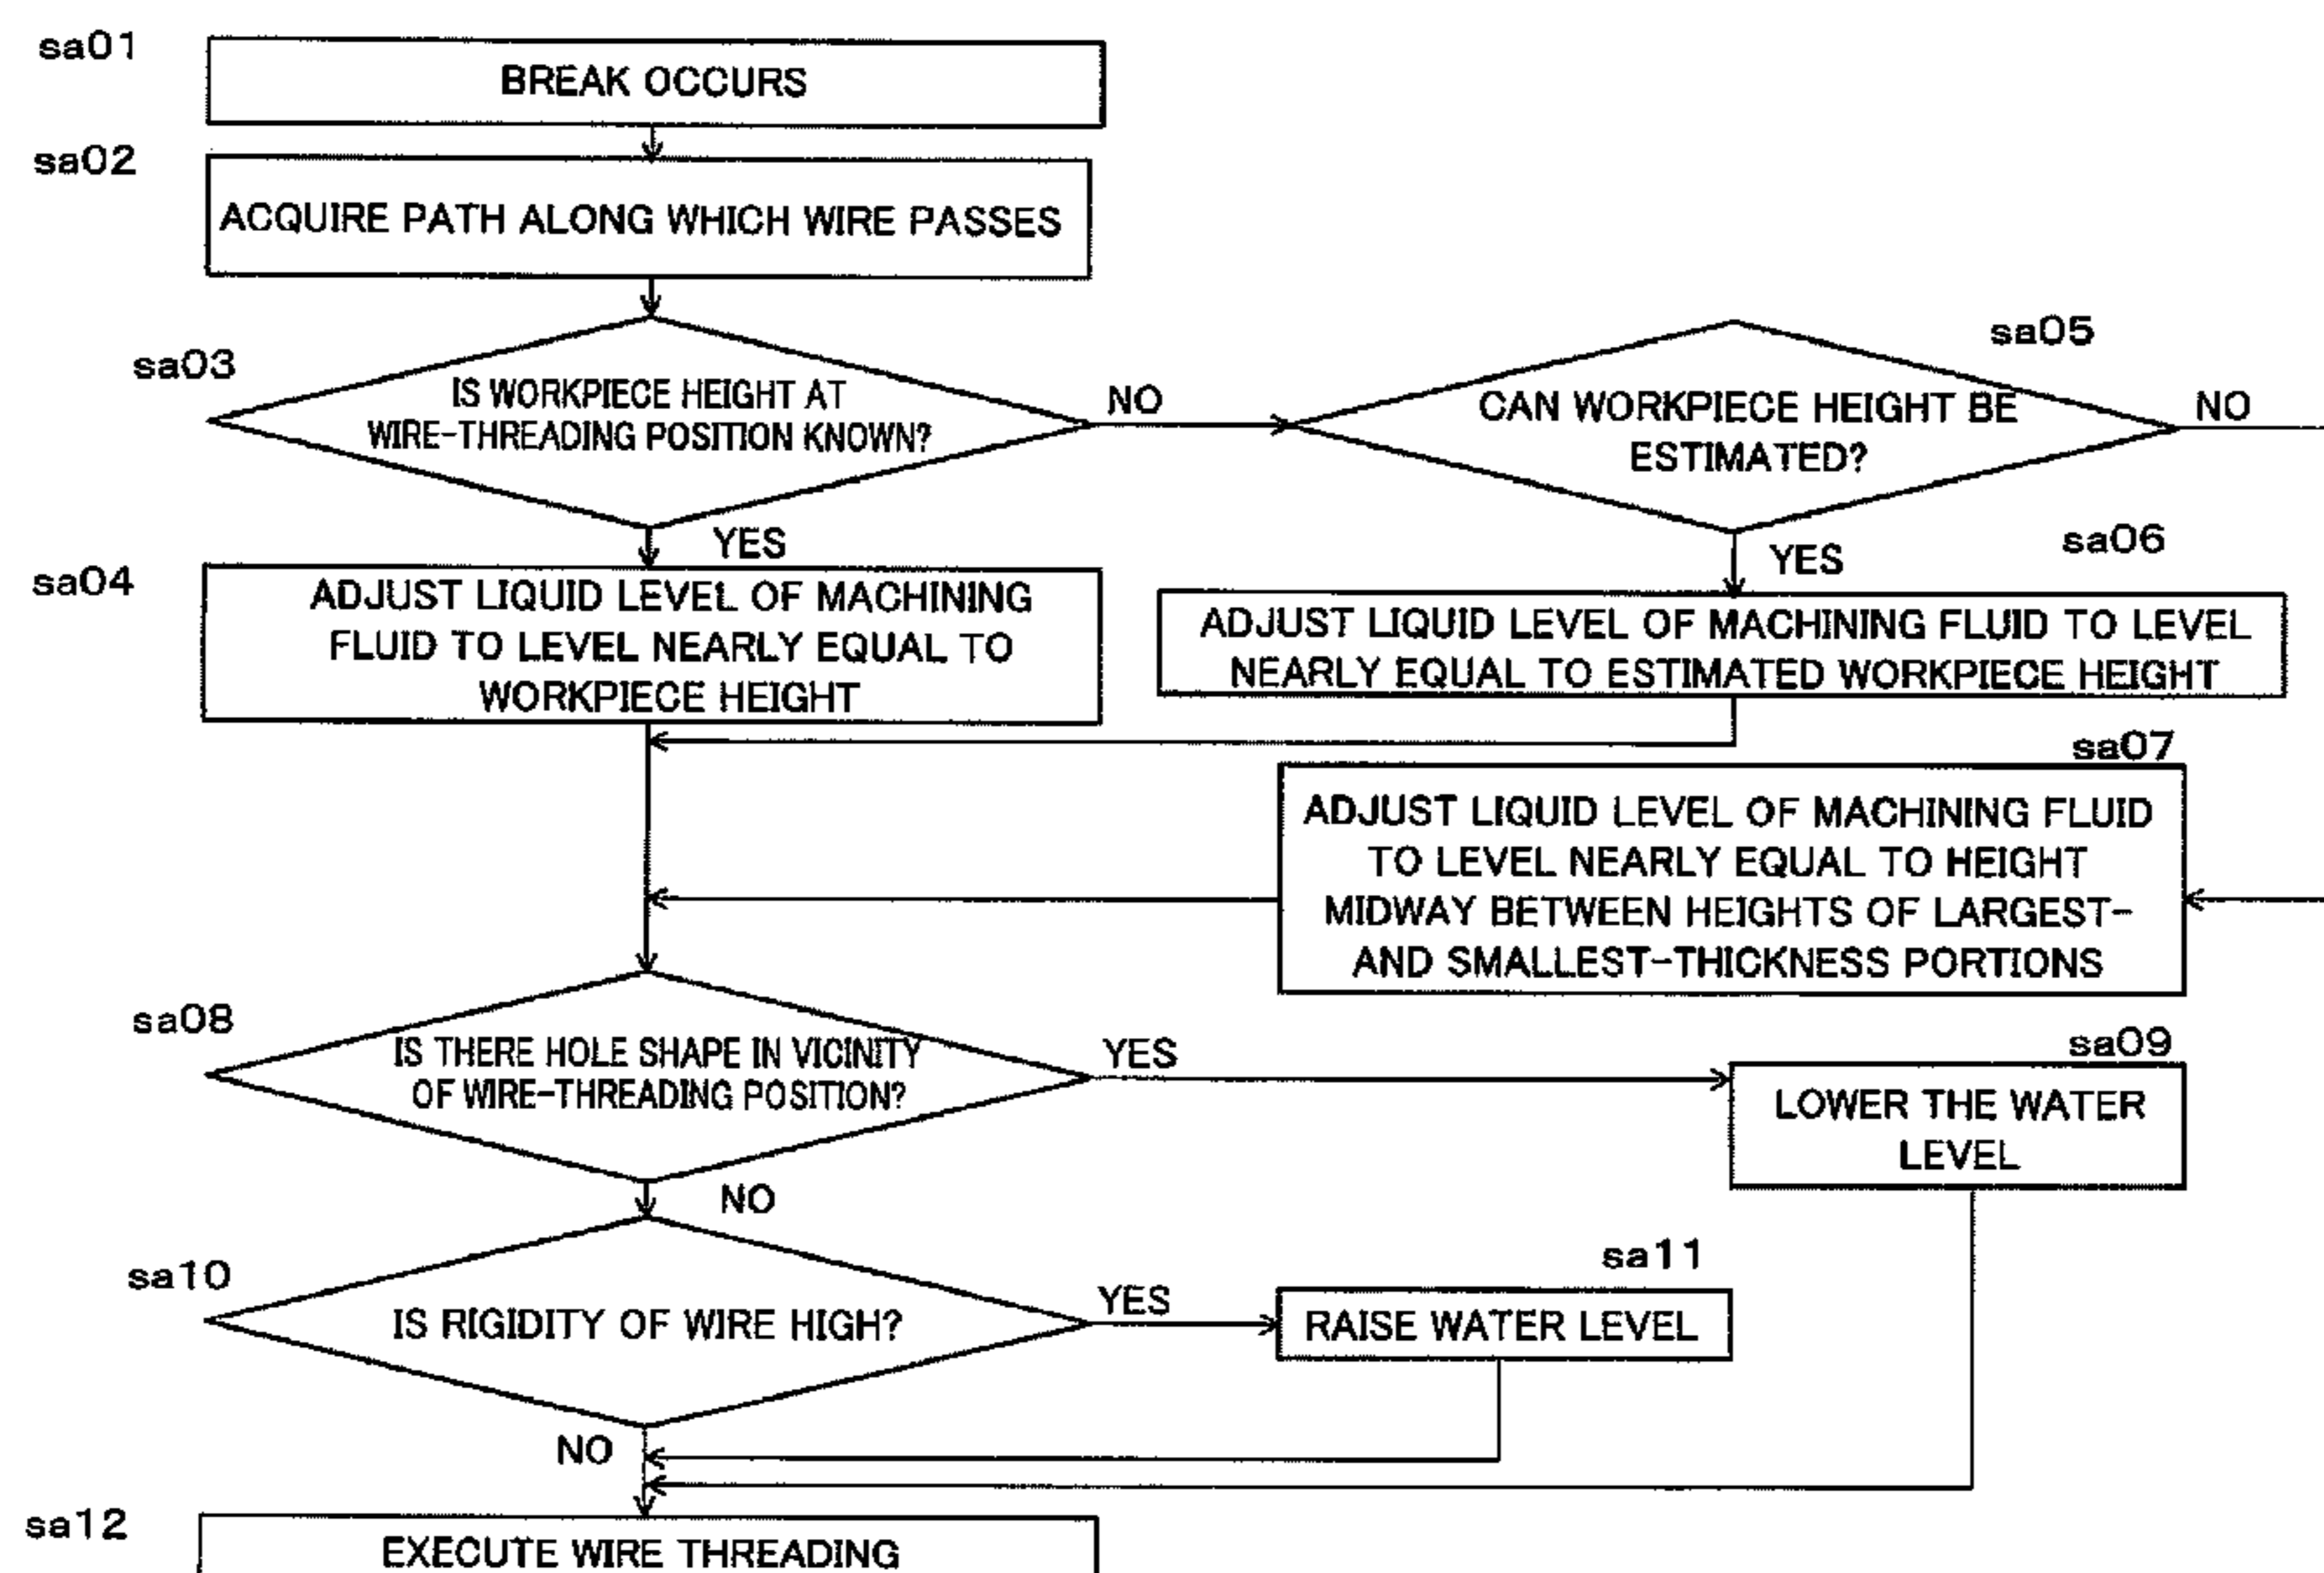 sa01
BREAK OCCURS
sa02
ACQUIRE PATH ALONG WHICH WIRE PASSES
sa03
IS WORKPIECE HEIGHT AT
WIRE-THREADING POSITION KNOWN?
NO
sa05
CAN WORKPIECE HEIGHT BE
ESTIMATED?
NO
YES
YES
sa04
ADJUST LIQUID LEVEL OF MACHINING
FLUID TO LEVEL NEARLY EQUAL TO
WORKPIECE HEIGHT
sa06
ADJUST LIQUID LEVEL OF MACHINING FLUID TO LEVEL
NEARLY EQUAL TO ESTIMATED WORKPIECE HEIGHT
sa07
ADJUST LIQUID LEVEL OF MACHINING FLUID
TO LEVEL NEARLY EQUAL TO HEIGHT
MIDWAY BETWEEN HEIGHTS OF LARGEST-
AND SMALLEST-THICKNESS PORTIONS
sa08
IS THERE HOLE SHAPE IN VICINITY
OF WIRE-THREADING POSITION?
YES
sa09
LOWER THE WATER
LEVEL
NO
sa10
IS RIGIDITY OF WIRE HIGH?
YES
sa11
RAISE WATER LEVEL
NO
sa12
EXECUTE WIRE THREADING